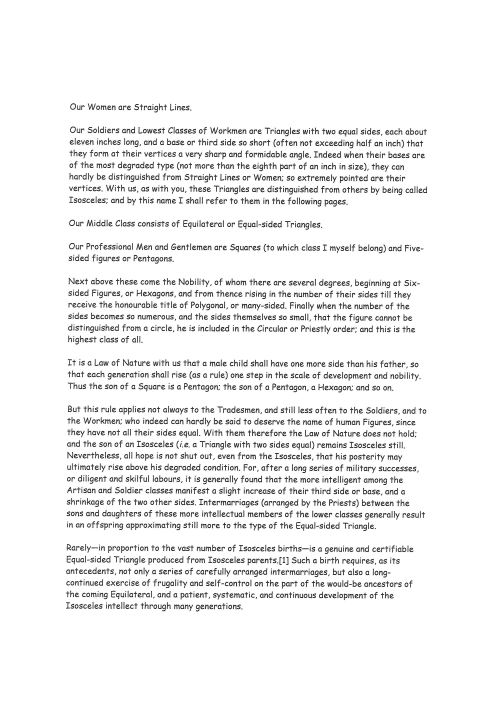 Our Women are Straight Lines.
Our Soldiers and Lowest Classes of Workmen are Triangles with two equal sides, each about
eleven inches long, and a base or third side so short (often not exceeding half an inch) that
they form at their vertices a very sharp and formidable angle. Indeed when their bases are
of the most degraded type (not more than the eighth part of an inch in size), they can
hardly be distinguished from Straight Lines or Women; so extremely pointed are their
vertices. With us, as with you, these Triangles are distinguished from others by being called
Isosceles; and by this name I shall refer to them in the following pages.
Our Middle Class consists of Equilateral or Equal-sided Triangles.
Our Professional Men and Gentlemen are Squares (to which class I myself belong) and Five-
sided figures or Pentagons.
Next above these come the Nobility, of whom there are several degrees, beginning at Six-
sided Figures, or Hexagons, and from thence rising in the number of their sides till they
receive the honourable title of Polygonal, or many-sided. Finally when the number of the
sides becomes so numerous, and the sides themselves so small, that the figure cannot be
distinguished from a circle, he is included in the Circular or Priestly order; and this is the
highest class of all.
It is a Law of Nature with us that a male child shall have one more side than his father, so
that each generation shall rise (as a rule) one step in the scale of development and nobility.
Thus the son of a Square is a Pentagon; the son of a Pentagon, a Hexagon; and so on.
But this rule applies not always to the Tradesmen, and still less often to the Soldiers, and to
the Workmen; who indeed can hardly be said to deserve the name of human Figures, since
they have not all their sides equal. With them therefore the Law of Nature does not hold;
and the son of an Isosceles (i.e. a Triangle with two sides equal) remains Isosceles still.
Nevertheless, all hope is not shut out, even from the Isosceles, that his posterity may
ultimately rise above his degraded condition. For, after a long series of military successes,
or diligent and skilful labours, it is generally found that the more intelligent among the
Artisan and Soldier classes manifest a slight increase of their third side or base, and a
shrinkage of the two other sides. Intermarriages (arranged by the Priests) between the
sons and daughters of these more intellectual members of the lower classes generally result
in an offspring approximating still more to the type of the Equal-sided Triangle.
Rarely—in proportion to the vast number of Isosceles births—is a genuine and certifiable
Equal-sided Triangle produced from Isosceles parents.[1] Such a birth requires, as its
antecedents, not only a series of carefully arranged intermarriages, but also a long-
continued exercise of frugality and self-control on the part of the would-be ancestors of
the coming Equilateral, and a patient, systematic, and continuous development of the
Isosceles intellect through many generations.